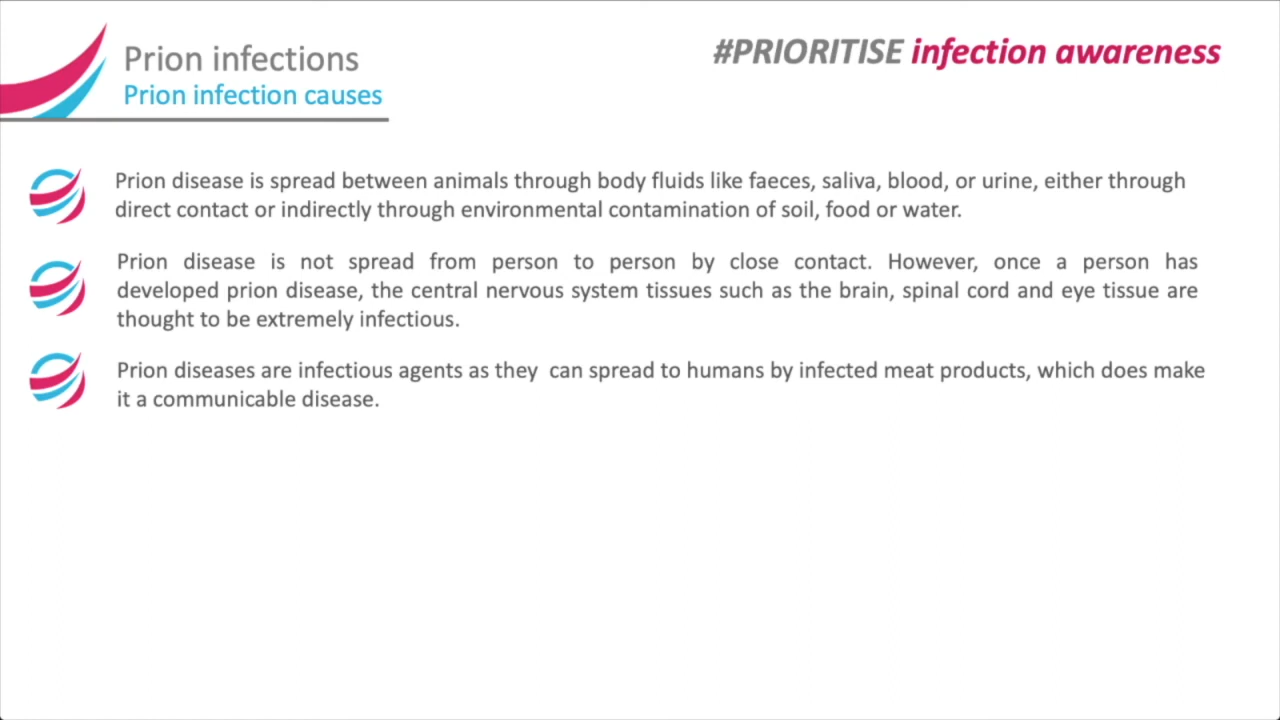 Prion infections
#PRIORITISE infection awareness
Prion infection causes
Prion disease is spread between animals through body fluids like faeces, saliva, blood, or urine, either through
direct contact or indirectly through environmental contamination of soil, food or water.
Prion disease is not spread from person to person by close contact. However, once a person has
developed prion disease, the central nervous system tissues such as the brain, spinal cord and eye tissue are
thought to be extremely infectious.
Prion diseases are infectious agents as they can spread to humans by infected meat products, which does make
it a communicable disease.